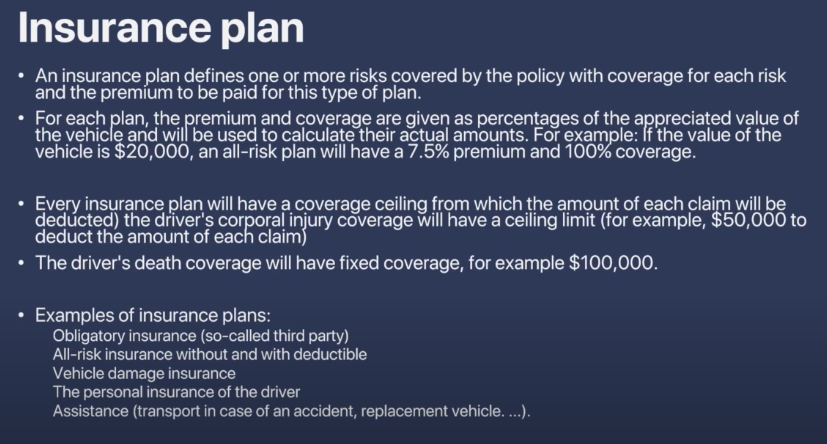 Insurance plan
• An insurance plan defines one or more risks covered by the policy with coverage for each risk
and the premium to be paid for this type of plan.
• For each plan, the premium and coverage are given as percentages of the appreciated value of
the vehicle and will be used to calculate their actual amounts. For example: If the value of the
vehicle is $20,000, an all-risk plan will have a 7.5% premium and 100% coverage.
• Every insurance plan will have a coverage ceiling from which the amount of each claim will be
deducted) the driver's corporal injury coverage will have a ceiling limit (for example, $50,000 to
deduct the amount of each claim)
• The driver's death coverage will have fixed coverage, for example $100,000.
• Examples of insurance plans:
Obligatory insurance (so-called third party)
All-risk insurance without and with deductible
Vehicle damage insurance
The personal insurance of the driver
Assistance (transport in case of an accident, replacement vehicle. ...).